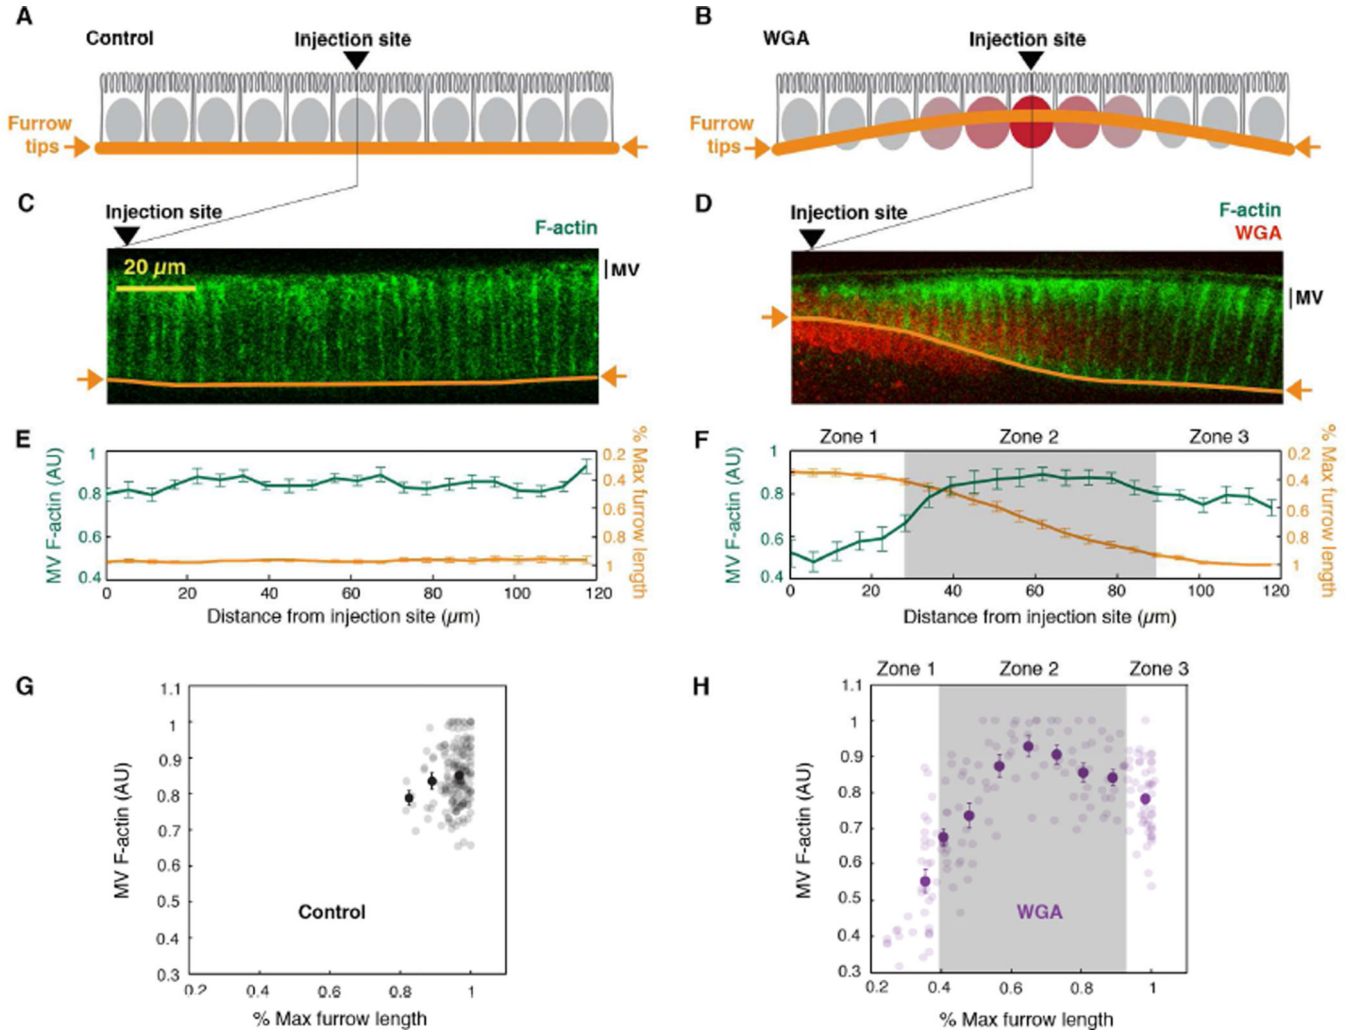 A
Control
Injection site
Furrow
tips
B
WGA
Injection site
Furrow
tips
C
Injection site
F-actin
20 µm
MV
D
Injection site
F-actin
WGA
MV
E
MV F-actin (AU)
1
0.8
0.6
0.4
0.2
0.4
0.6
0.8
1
% Max furrow length
0 20 40 60 80 100 120
Distance from injection site (µm)
F
Zone 1 Zone 2 Zone 3
MV F-actin (AU)
1
0.8
0.6
0.4
0.2
0.4
0.6
0.8
1
% Max furrow length
0 20 40 60 80 100 120
Distance from injection site (µm)
G
MV F-actin (AU)
1.1
1
0.9
0.8
0.7
0.6
0.5
0.4
0.3
Control
0.2 0.4 0.6 0.8 1
% Max furrow length
H
Zone 1 Zone 2 Zone 3
MV F-actin (AU)
1.1
1
0.9
0.8
0.7
0.6
0.5
0.4
0.3
WGA
0.2 0.4 0.6 0.8 1
% Max furrow length